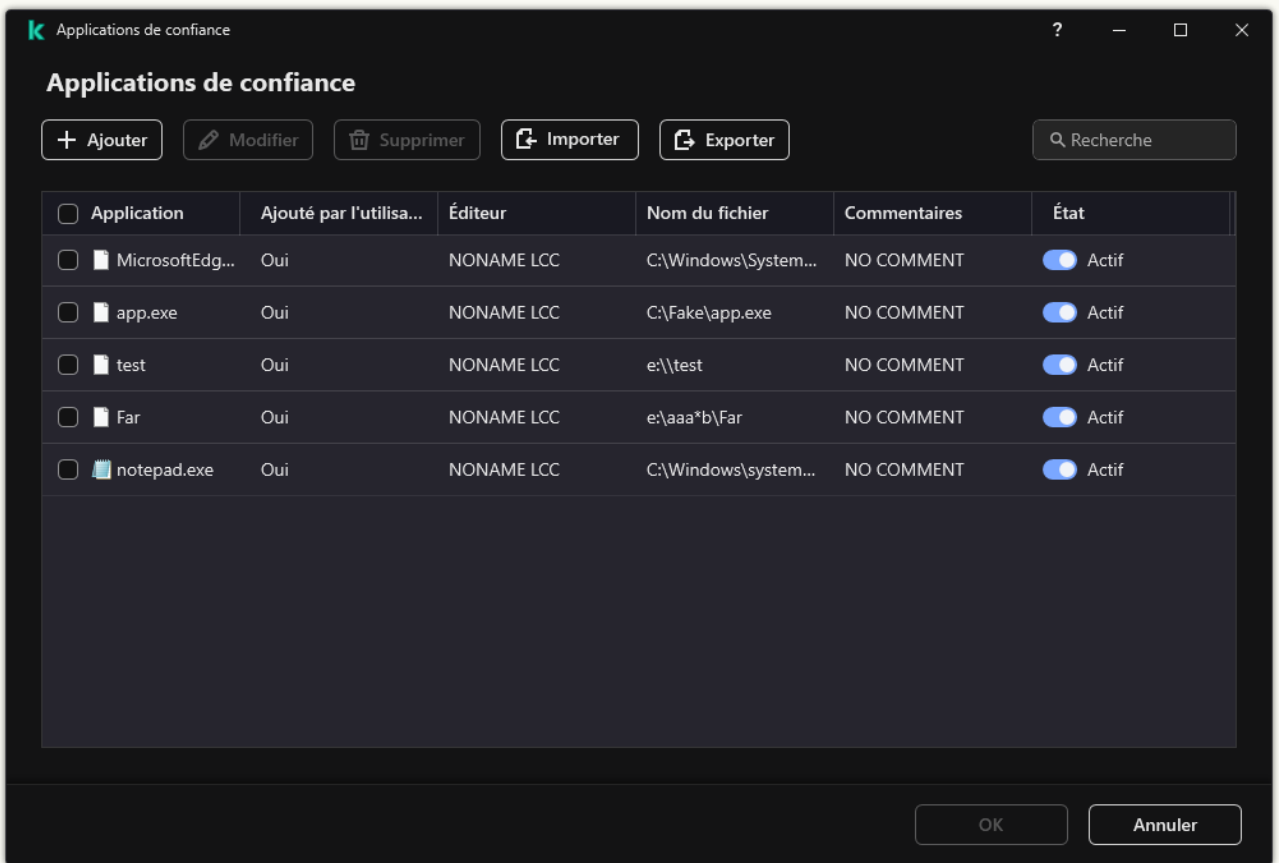 Applications de confiance
?
Applications de confiance
Ajouter Modifier Supprimer Importer Exporter Recherche
Application Ajouté par l'utilisa... Éditeur Nom du fichier Commentaires État
MicrosoftEdg... Oui NONAME LCC C:\Windows\System... NO COMMENT Actif
app.exe Oui NONAME LCC C:\Fake\app.exe NO COMMENT Actif
test Oui NONAME LCC e:\\test NO COMMENT Actif
Far Oui NONAME LCC e:\aaa*b\Far NO COMMENT Actif
notepad.exe Oui NONAME LCC C:\Windows\system... NO COMMENT Actif
OK Annuler